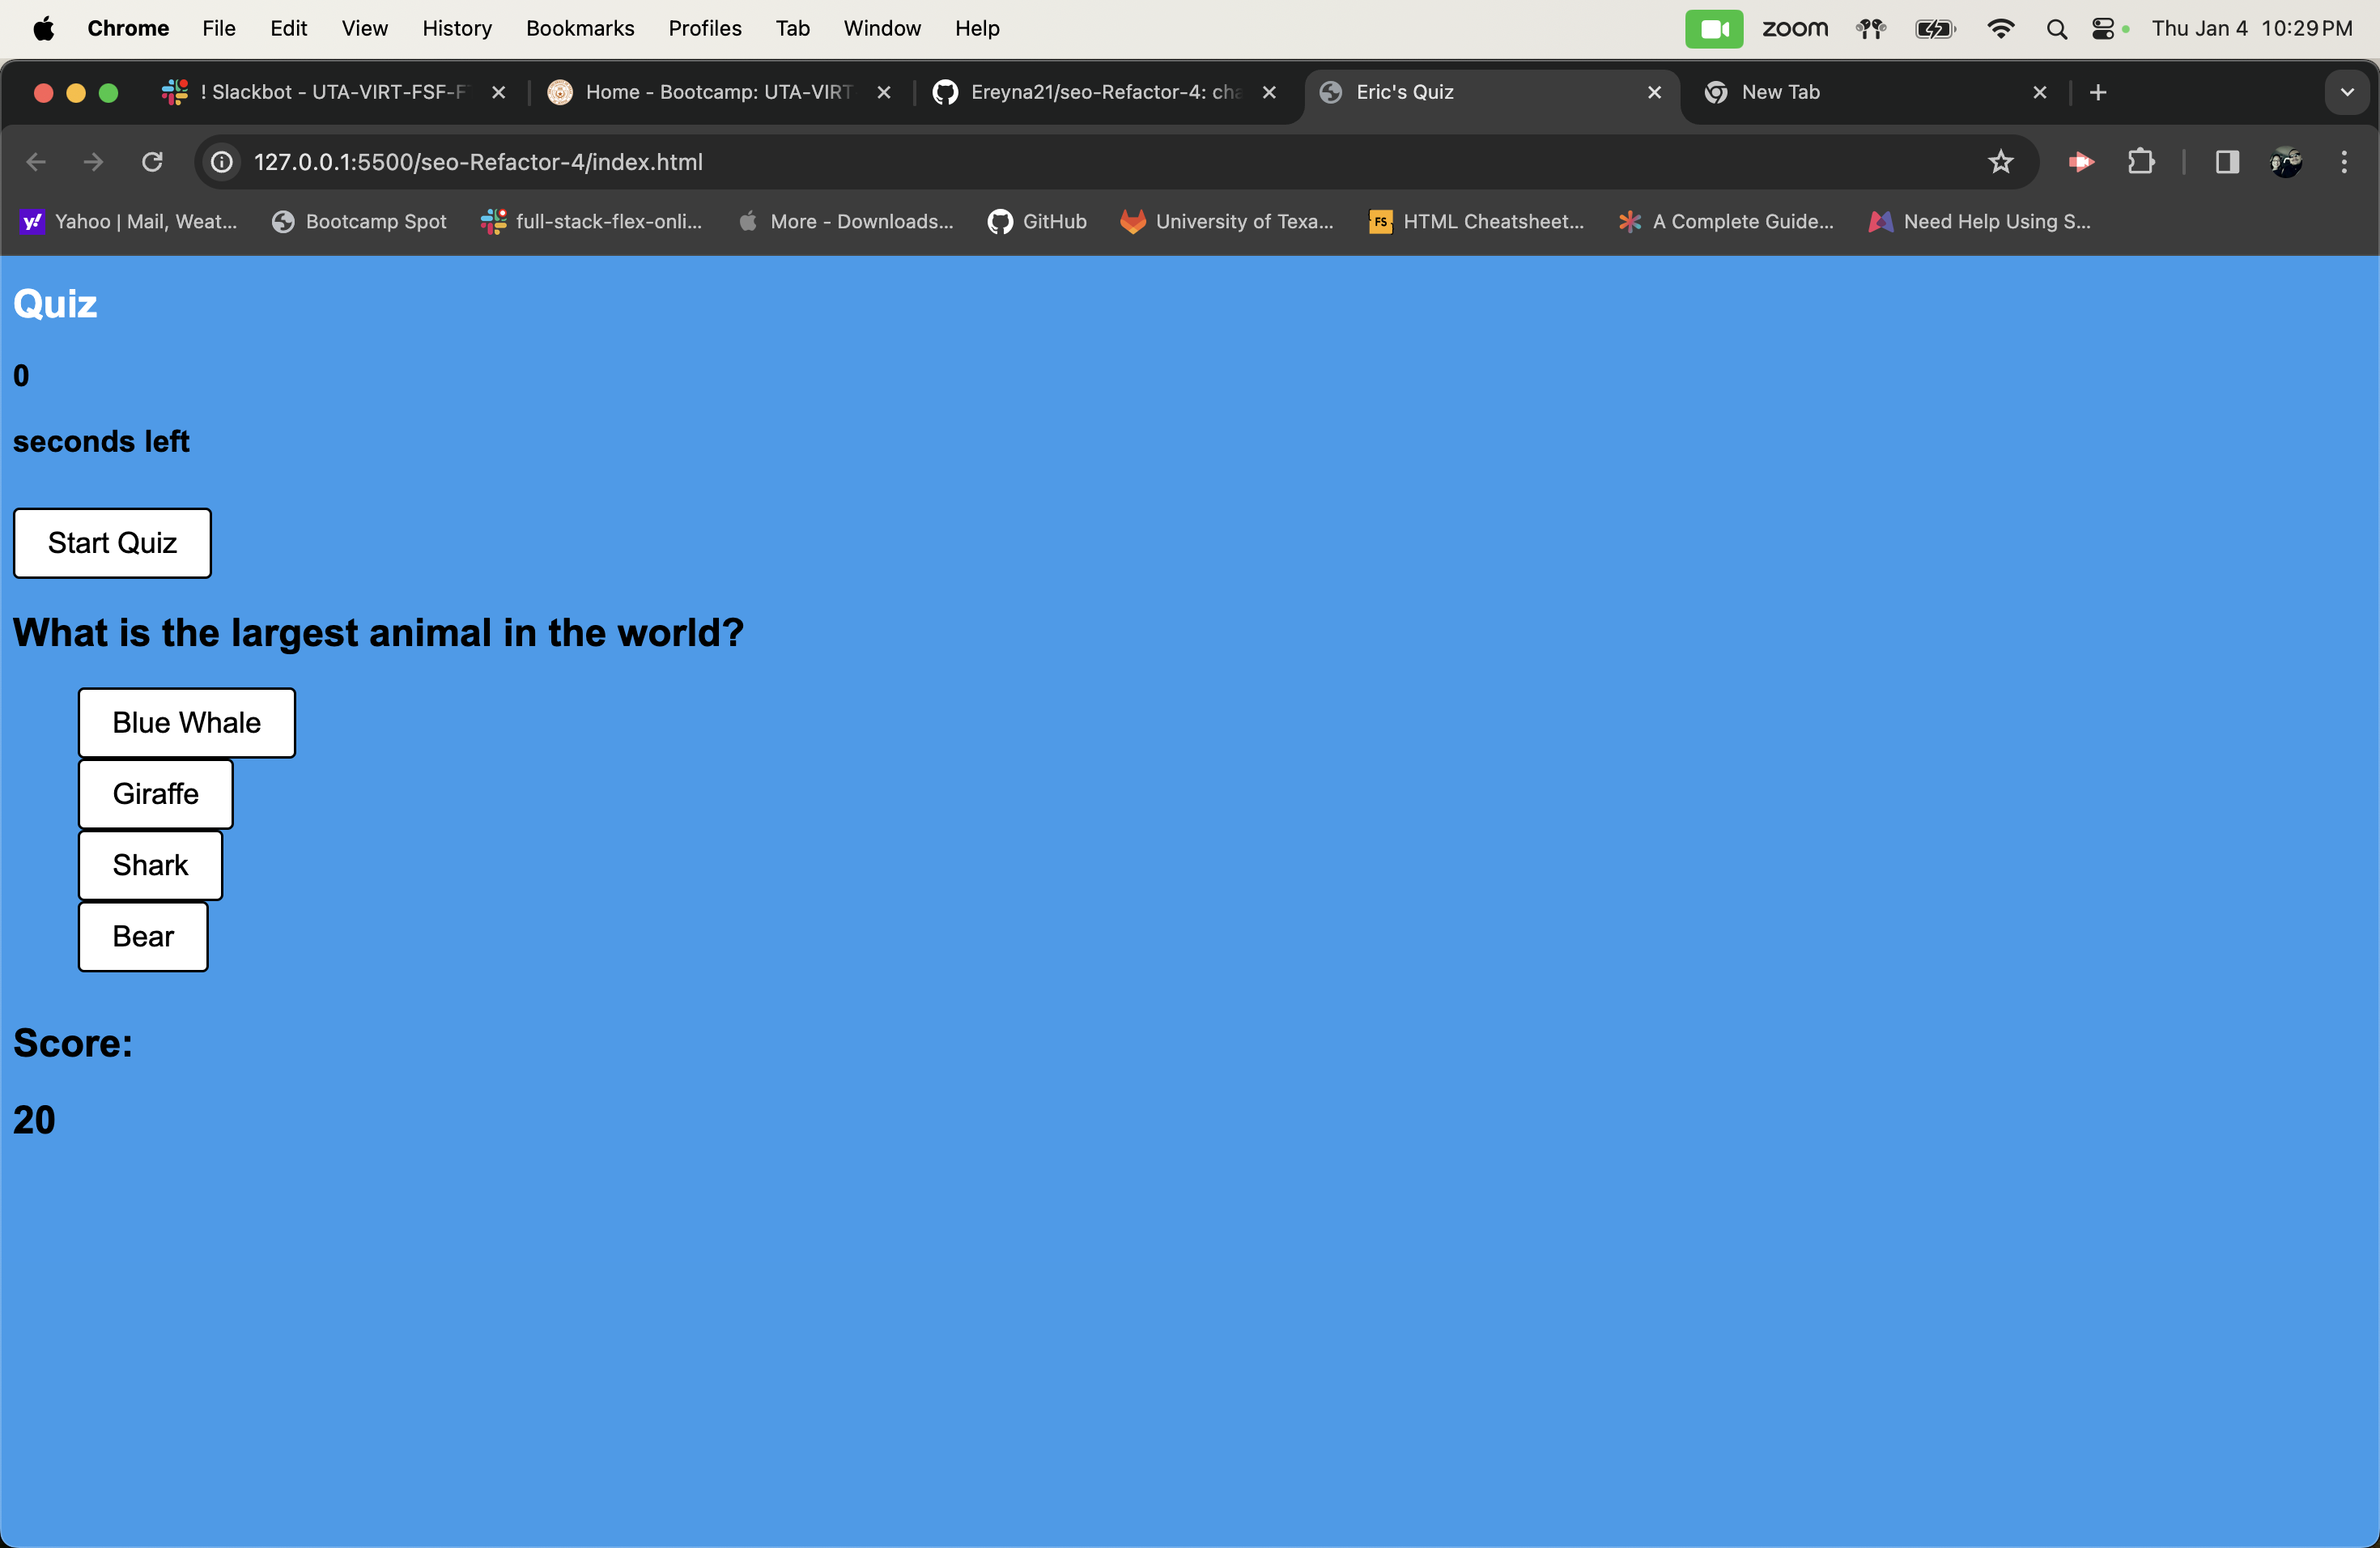 Chrome File Edit View History Bookmarks Profiles Tab Window Help zoom Thu Jan 4 10:29 PM
! Slackbot - UTA-VIRT-FSF-F Home - Bootcamp: UTA-VIRT Ereyna21/seo-Refactor-4: cha Eric's Quiz New Tab
127.0.0.1:5500/seo-Refactor-4/index.html
y! Yahoo | Mail, Weat... Bootcamp Spot full-stack-flex-onli... More - Downloads... GitHub University of Texa... FS HTML Cheatsheet... A Complete Guide... Need Help Using S...
Quiz
0
seconds left
Start Quiz
What is the largest animal in the world?
Blue Whale
Giraffe
Shark
Bear
Score:
20